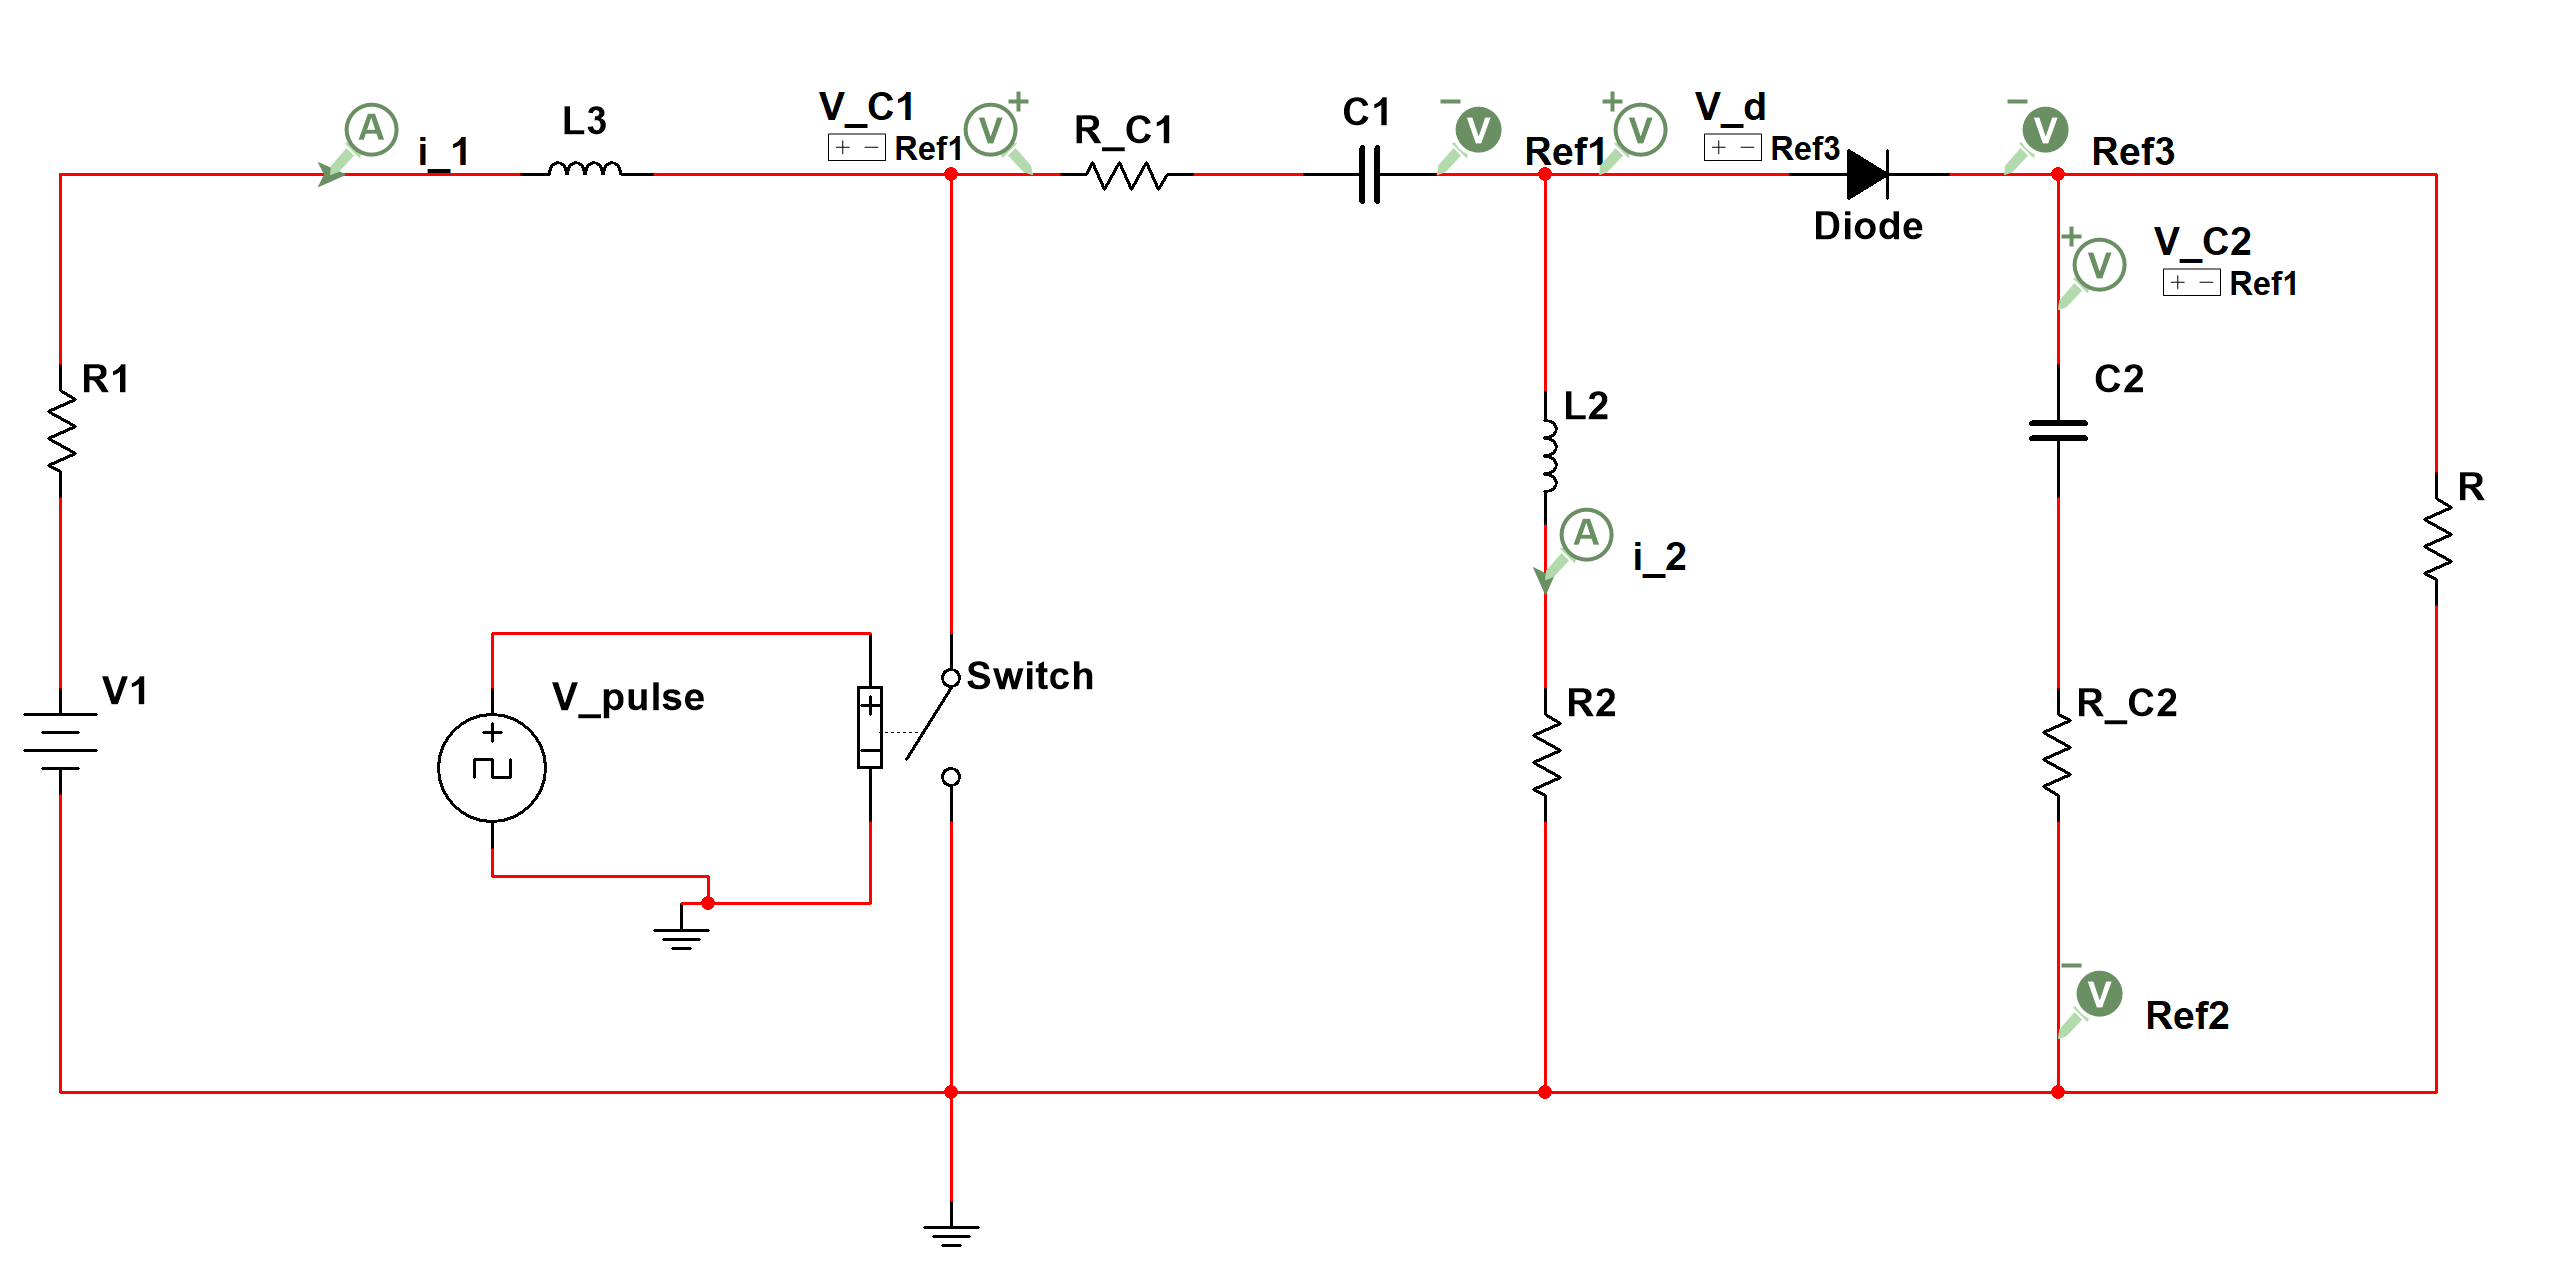 V_C1
+ − Ref1
V_d
+ − Ref3
L3
A
i_1
V
+
R_C1
C1
−
V
Ref1
+
V
Diode
−
V
Ref3
+
V
V_C2
+ − Ref1
R1
L2
C2
R
A
i_2
V1
V_pulse
+
+
Switch
R2
R_C2
−
V
Ref2